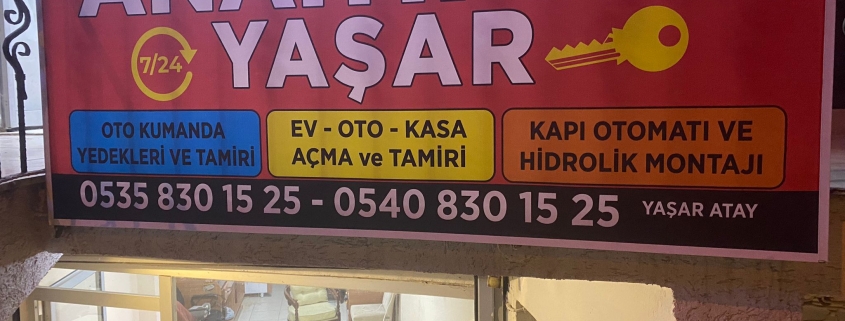 YAŞAR
7/24
OTO KUMANDA
YEDEKLERİ VE TAMİRİ
EV - OTO - KASA
AÇMA ve TAMİRİ
KAPI OTOMATI VE
HİDROLİK MONTAJI
0535 830 15 25 - 0540 830 15 25 YAŞAR ATAY